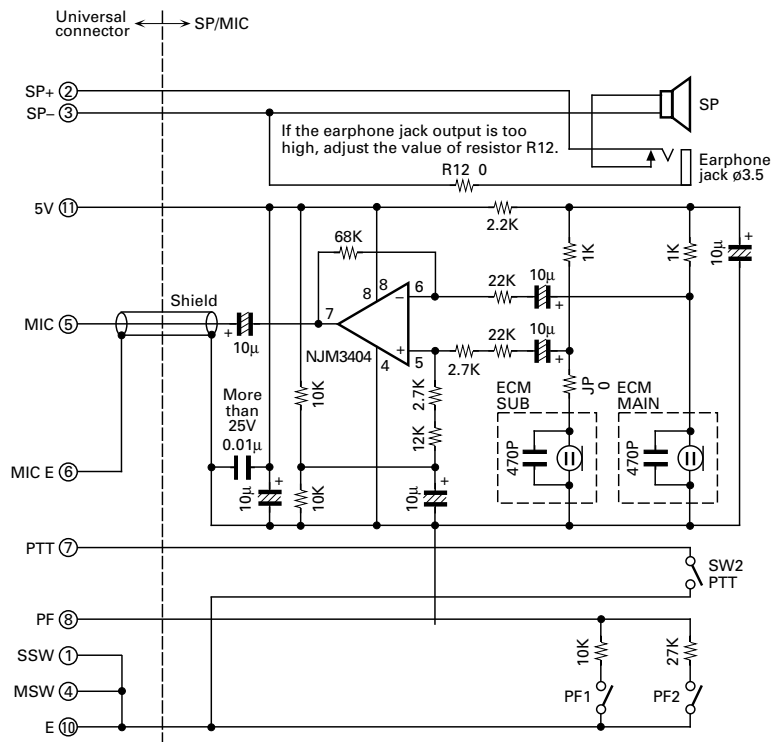 Universal
connector
SP/MIC
SP+ 2
SP– 3
SP
If the earphone jack output is too
high, adjust the value of resistor R12.
R12 0
Earphone
jack ø3.5
5V 11
2.2K
68K
1K
1K
10μ
+
8
8
6
–
22K
10μ
+
Shield
MIC 5
+
10μ
7
NJM3404
+
5
4
2.7K
22K
10μ
+
JP
0
More
than
25V
0.01μ
10K
2.7K
12K
ECM
SUB
ECM
MAIN
470P
470P
MIC E 6
10μ
+
10K
10μ
+
PTT 7
SW2
PTT
PF 8
10K
27K
SSW 1
MSW 4
PF1
PF2
E 10